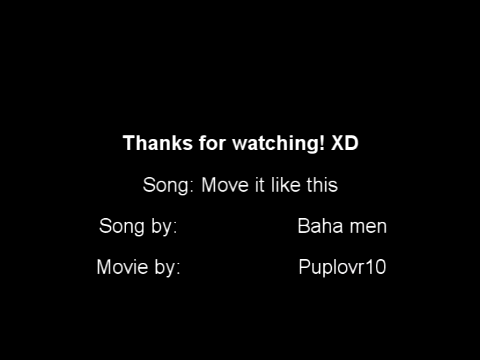 Thanks for watching! XD
Song: Move it like this
Song by: Baha men
Movie by: Puplovr10